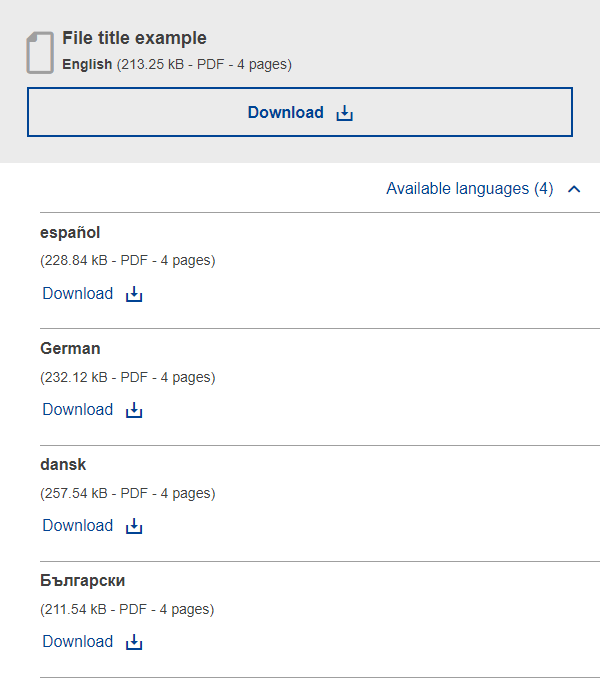 File title example
English (213.25 kB - PDF - 4 pages)
Download
Available languages (4)
español
(228.84 kB - PDF - 4 pages)
Download
German
(232.12 kB - PDF - 4 pages)
Download
dansk
(257.54 kB - PDF - 4 pages)
Download
Български
(211.54 kB - PDF - 4 pages)
Download